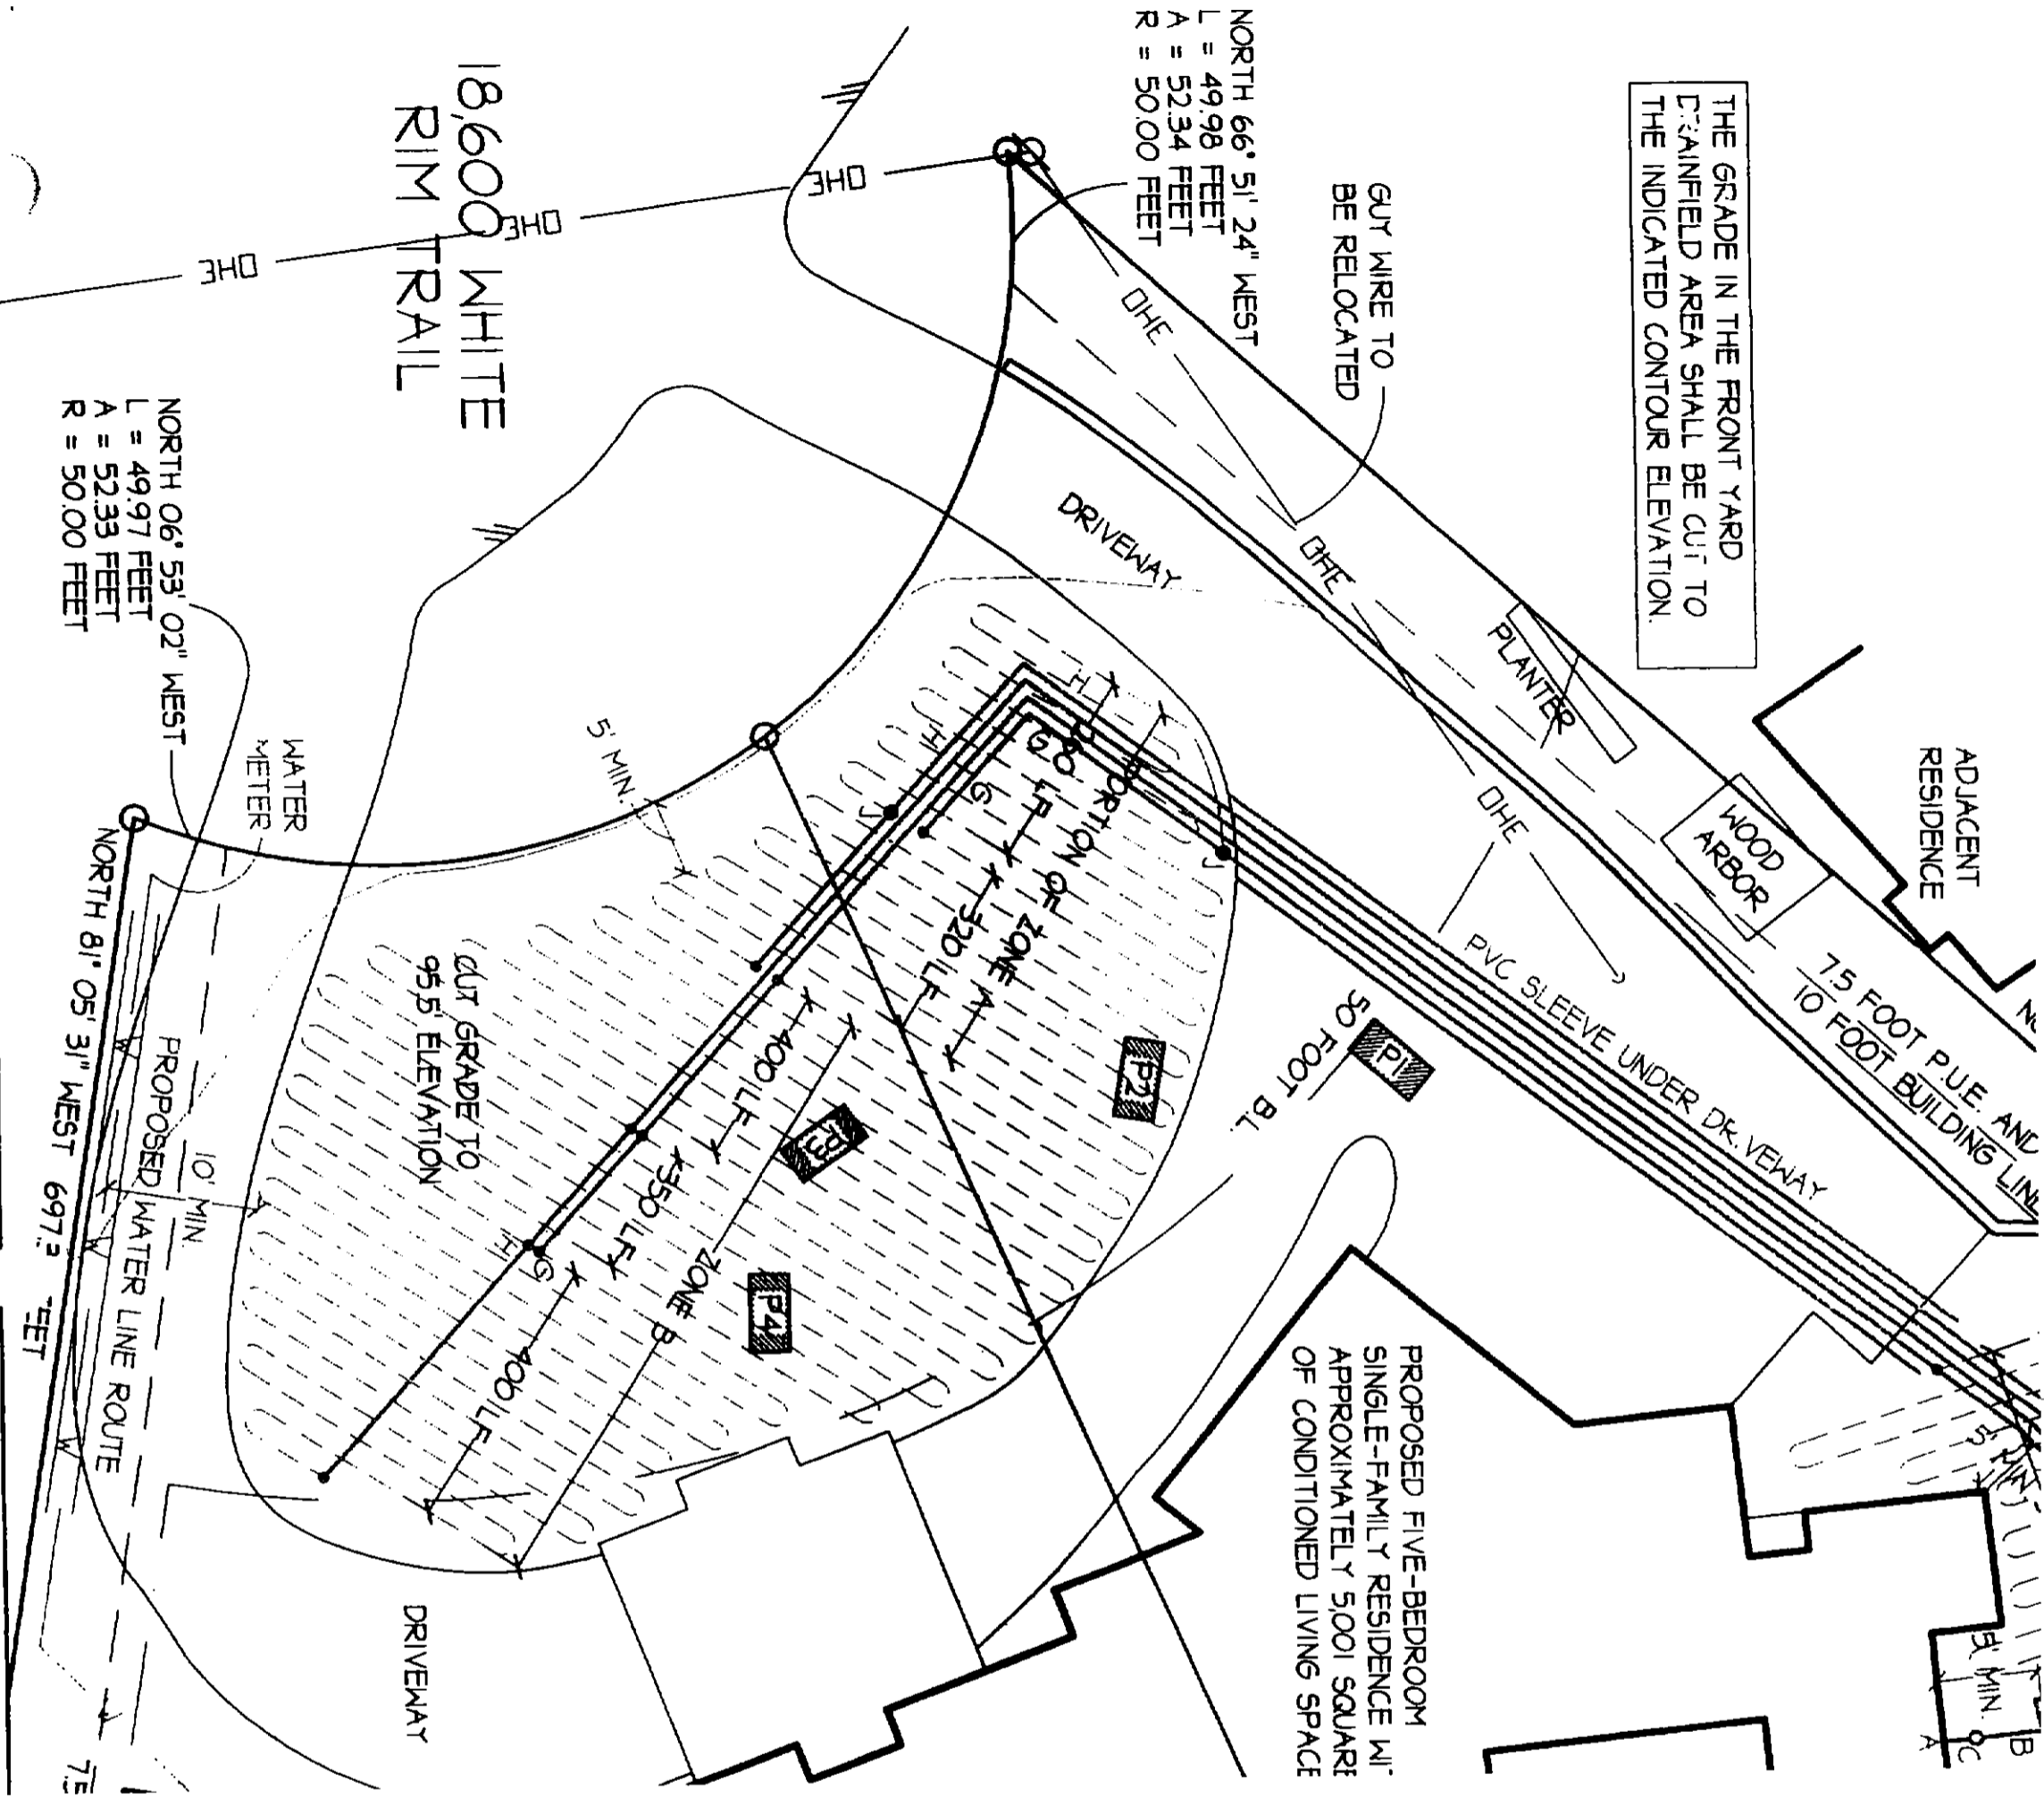 THE GRADE IN THE FRONT YARD
DRAINFIELD AREA SHALL BE CUT TO
THE INDICATED CONTOUR ELEVATION.
ADJACENT
RESIDENCE
GUY WIRE TO
BE RELOCATED
NORTH 66° 51' 24" WEST
L = 49.98 FEET
A = 52.34 FEET
R = 50.00 FEET
OHE
OHE
OHE
OHE
OHE
OHE
18,600 WHITE
RIM TRAIL
PLANTER
WOOD
ARBOR
7.5 FOOT P.U.E. AND
10 FOOT BUILDING LINE
PVC SLEEVE UNDER DRIVEWAY
DRIVEWAY
50 FOOT B.L.
P1
P2
P3
P4
H
H
G
G
J
J
H
G
PORTION OF ZONE A
80 LF
320 LF
400 LF
350 LF
400 LF
ZONE B
5' MIN.
CUT GRADE TO
95.5' ELEVATION
NORTH 06° 53' 02" WEST
L = 49.97 FEET
A = 52.33 FEET
R = 50.00 FEET
WATER
METER
NORTH 81° 05' 31" WEST 697.
FEET
W
W
W
10' MIN
PROPOSED WATER LINE ROUTE
DRIVEWAY
PROPOSED FIVE-BEDROOM
SINGLE-FAMILY RESIDENCE WI
APPROXIMATELY 5,001 SQUARE
OF CONDITIONED LIVING SPACE
5' MIN.
5' MIN.
A
C
B